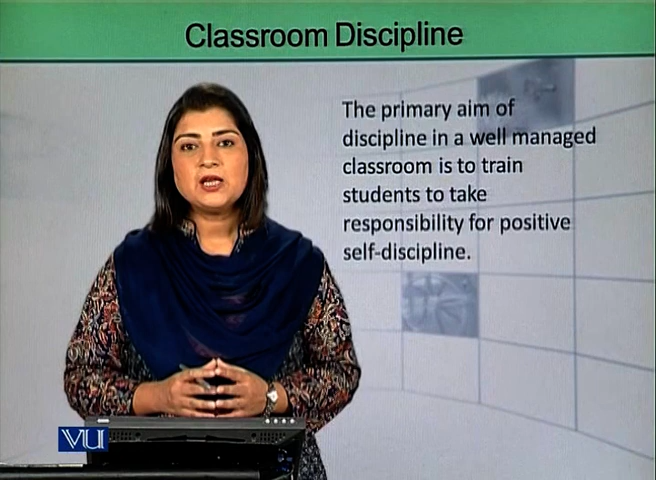 Classroom Discipline
The primary aim of
discipline in a well managed
classroom is to train
students to take
responsibility for positive
self-discipline.
VU